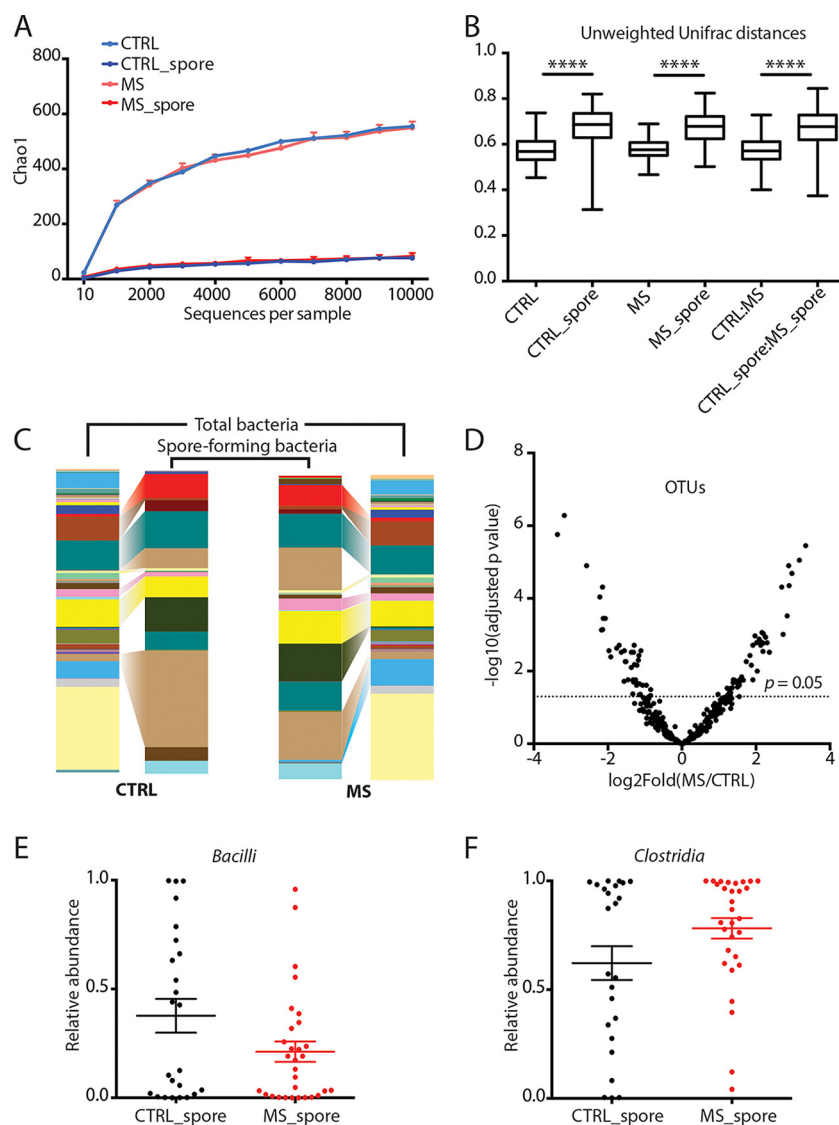 A
CTRL
CTRL_spore
MS
MS_spore
800
600
400
200
0
Chao1
10
2000
4000
6000
8000
10000
Sequences per sample
B
Unweighted Unifrac distances
****
****
****
1.0
0.8
0.6
0.4
0.2
0.0
CTRL
CTRL_spore
MS
MS_spore
CTRL:MS
CTRL_spore:MS_spore
C
Total bacteria
Spore-forming bacteria
CTRL
MS
D
OTUs
8
6
4
2
0
-log10(adjusted p value)
p = 0.05
-4
-2
0
2
4
log2Fold(MS/CTRL)
E
Bacilli
1.0
0.5
0.0
Relative abundance
CTRL_spore
MS_spore
F
Clostridia
1.0
0.5
0.0
Relative abundance
CTRL_spore
MS_spore